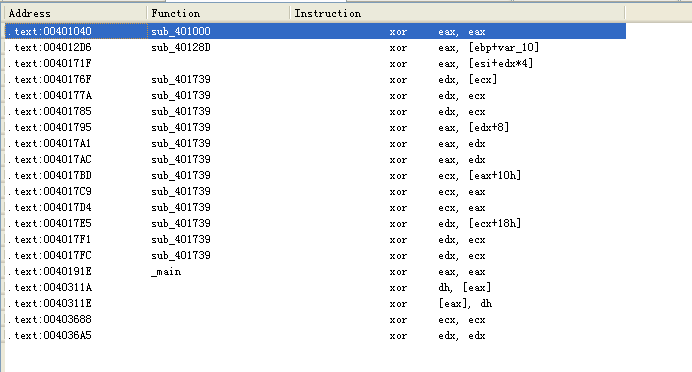 Address Function Instruction
.text:00401040 sub_401000 xor eax, eax
.text:004012D6 sub_40128D xor eax, [ebp+var_10]
.text:0040171F xor eax, [esi+edx*4]
.text:0040176F sub_401739 xor edx, [ecx]
.text:0040177A sub_401739 xor edx, ecx
.text:00401785 sub_401739 xor edx, ecx
.text:00401795 sub_401739 xor eax, [edx+8]
.text:004017A1 sub_401739 xor eax, edx
.text:004017AC sub_401739 xor eax, edx
.text:004017BD sub_401739 xor ecx, [eax+10h]
.text:004017C9 sub_401739 xor ecx, eax
.text:004017D4 sub_401739 xor ecx, eax
.text:004017E5 sub_401739 xor edx, [ecx+18h]
.text:004017F1 sub_401739 xor edx, ecx
.text:004017FC sub_401739 xor edx, ecx
.text:0040191E _main xor eax, eax
.text:0040311A xor dh, [eax]
.text:0040311E xor [eax], dh
.text:00403688 xor ecx, ecx
.text:004036A5 xor edx, edx